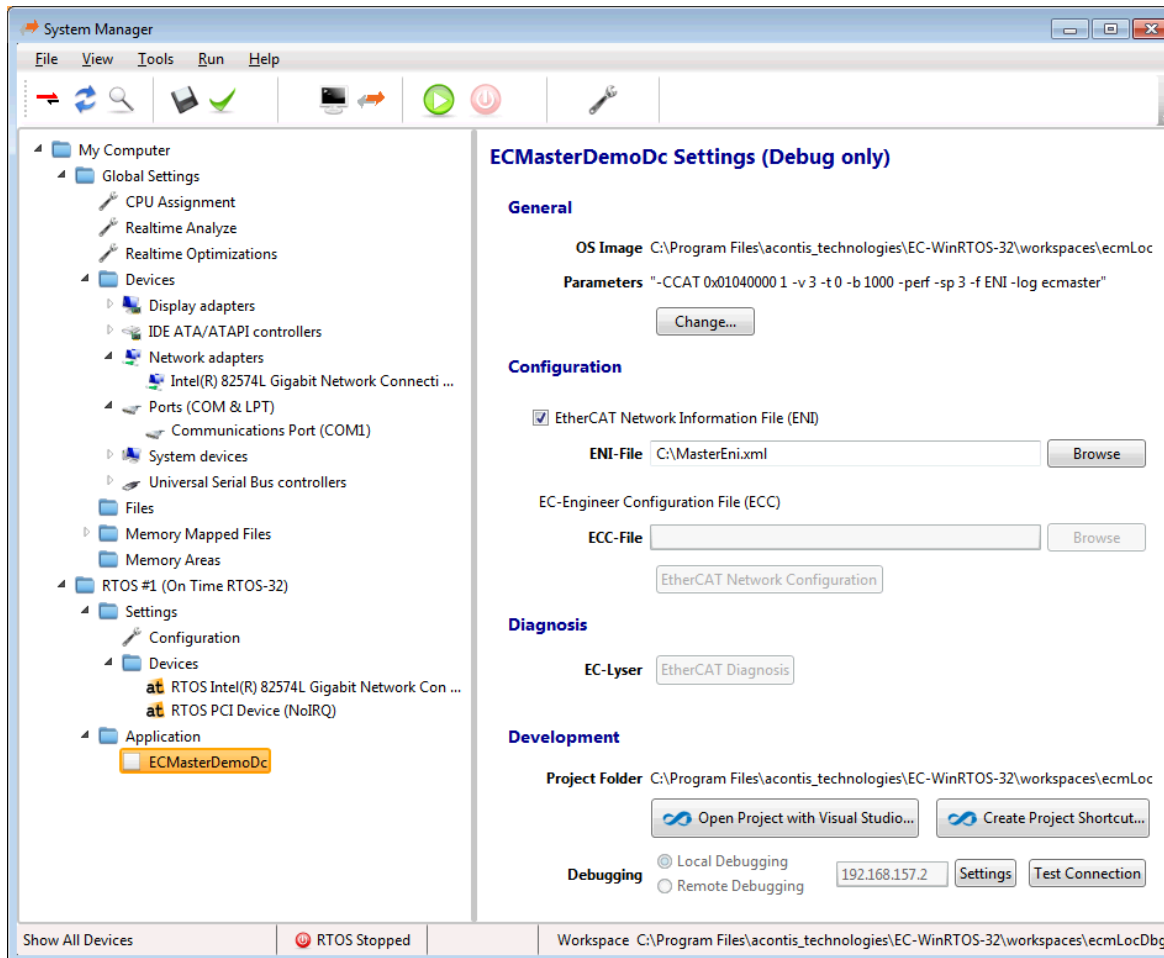 System Manager
File View Tools Run Help
My Computer
Global Settings
CPU Assignment
Realtime Analyze
Realtime Optimizations
Devices
Display adapters
IDE ATA/ATAPI controllers
Network adapters
Intel(R) 82574L Gigabit Network Connecti ...
Ports (COM & LPT)
Communications Port (COM1)
System devices
Universal Serial Bus controllers
Files
Memory Mapped Files
Memory Areas
RTOS #1 (On Time RTOS-32)
Settings
Configuration
Devices
at RTOS Intel(R) 82574L Gigabit Network Con ...
at RTOS PCI Device (NoIRQ)
Application
ECMasterDemoDc
ECMasterDemoDc Settings (Debug only)
General
OS Image C:\Program Files\acontis_technologies\EC-WinRTOS-32\workspaces\ecmLoc
Parameters "-CCAT 0x01040000 1 -v 3 -t 0 -b 1000 -perf -sp 3 -f ENI -log ecmaster"
Change...
Configuration
EtherCAT Network Information File (ENI)
ENI-File C:\MasterEni.xml Browse
EC-Engineer Configuration File (ECC)
ECC-File Browse
EtherCAT Network Configuration
Diagnosis
EC-Lyser EtherCAT Diagnosis
Development
Project Folder C:\Program Files\acontis_technologies\EC-WinRTOS-32\workspaces\ecmLoc
Open Project with Visual Studio... Create Project Shortcut...
Debugging Local Debugging 192.168.157.2 Settings Test Connection
Remote Debugging
Show All Devices RTOS Stopped Workspace C:\Program Files\acontis_technologies\EC-WinRTOS-32\workspaces\ecmLocDbg